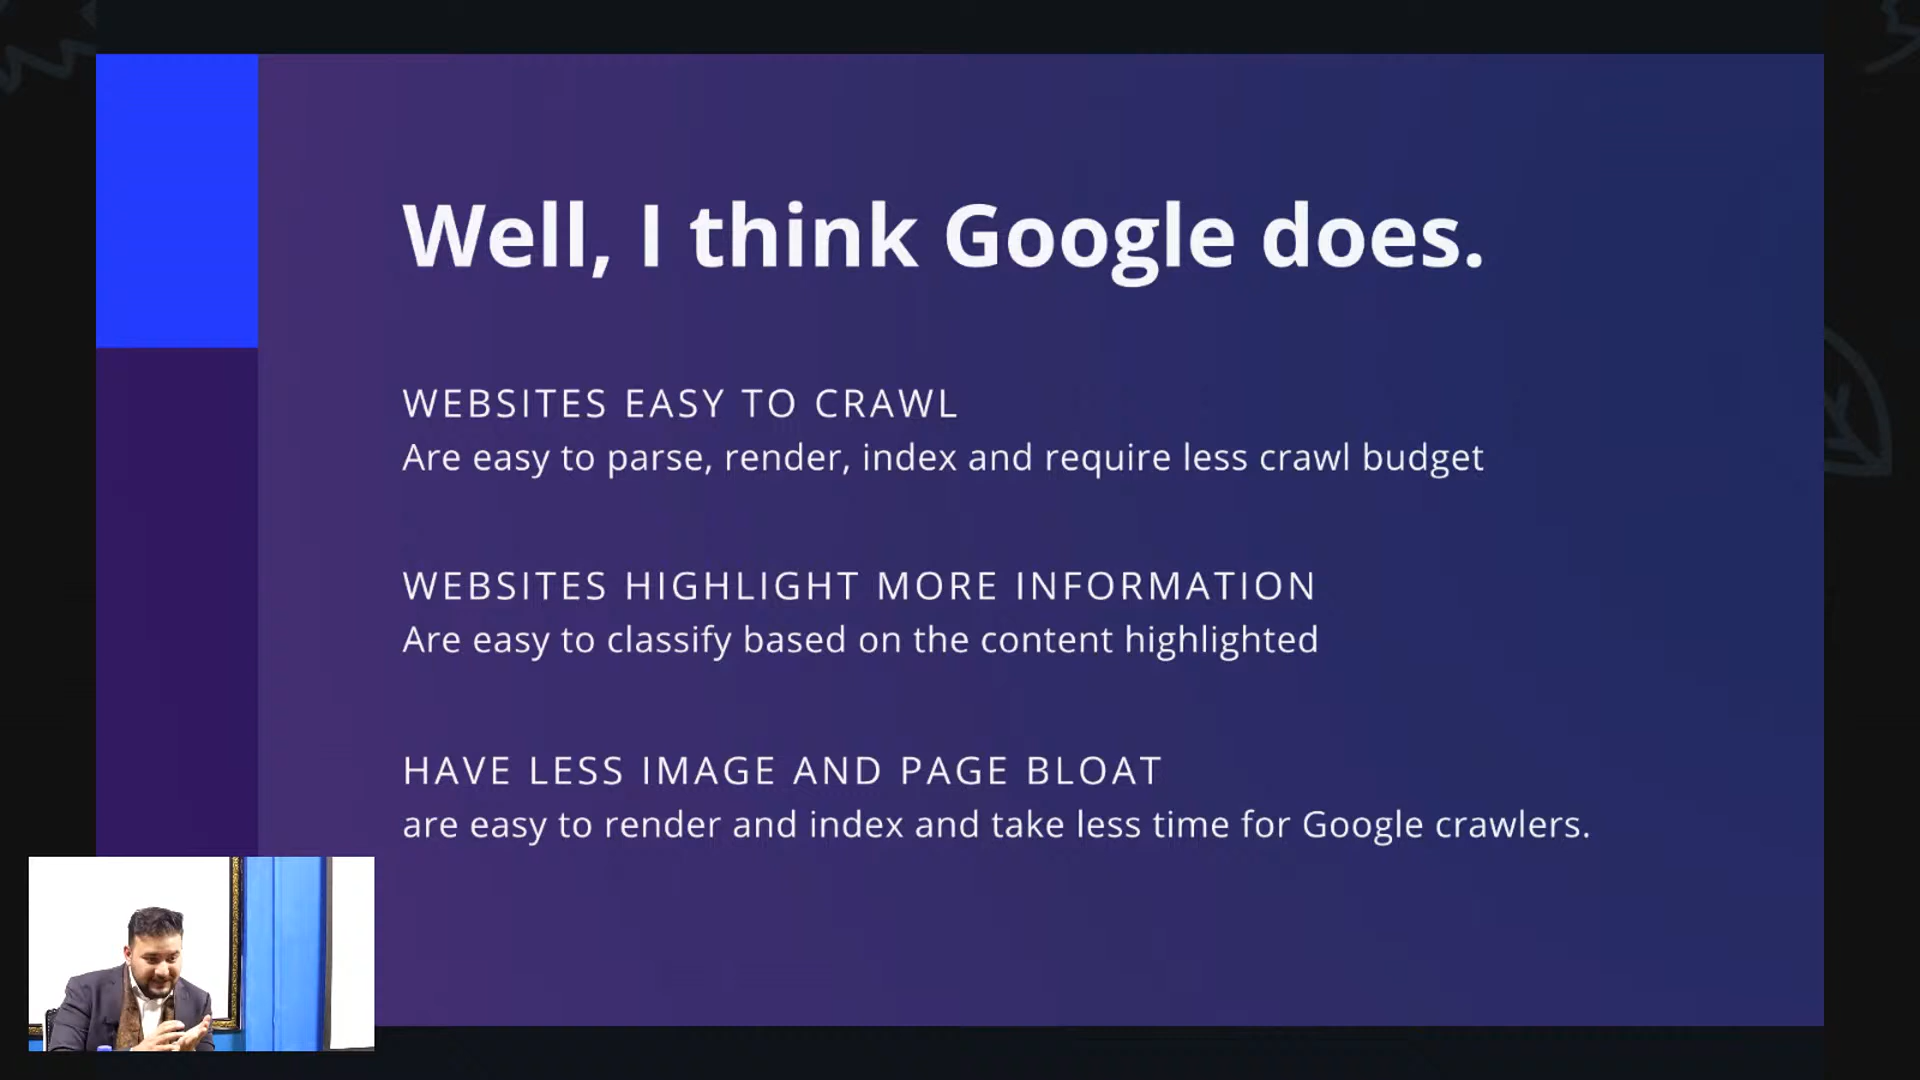 Well, I think Google does.
WEBSITES EASY TO CRAWL
Are easy to parse, render, index and require less crawl budget
WEBSITES HIGHLIGHT MORE INFORMATION
Are easy to classify based on the content highlighted
HAVE LESS IMAGE AND PAGE BLOAT
are easy to render and index and take less time for Google crawlers.